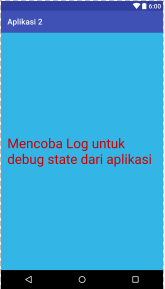 6:00
Aplikasi 2
Mencoba Log untuk
debug state dari aplikasi